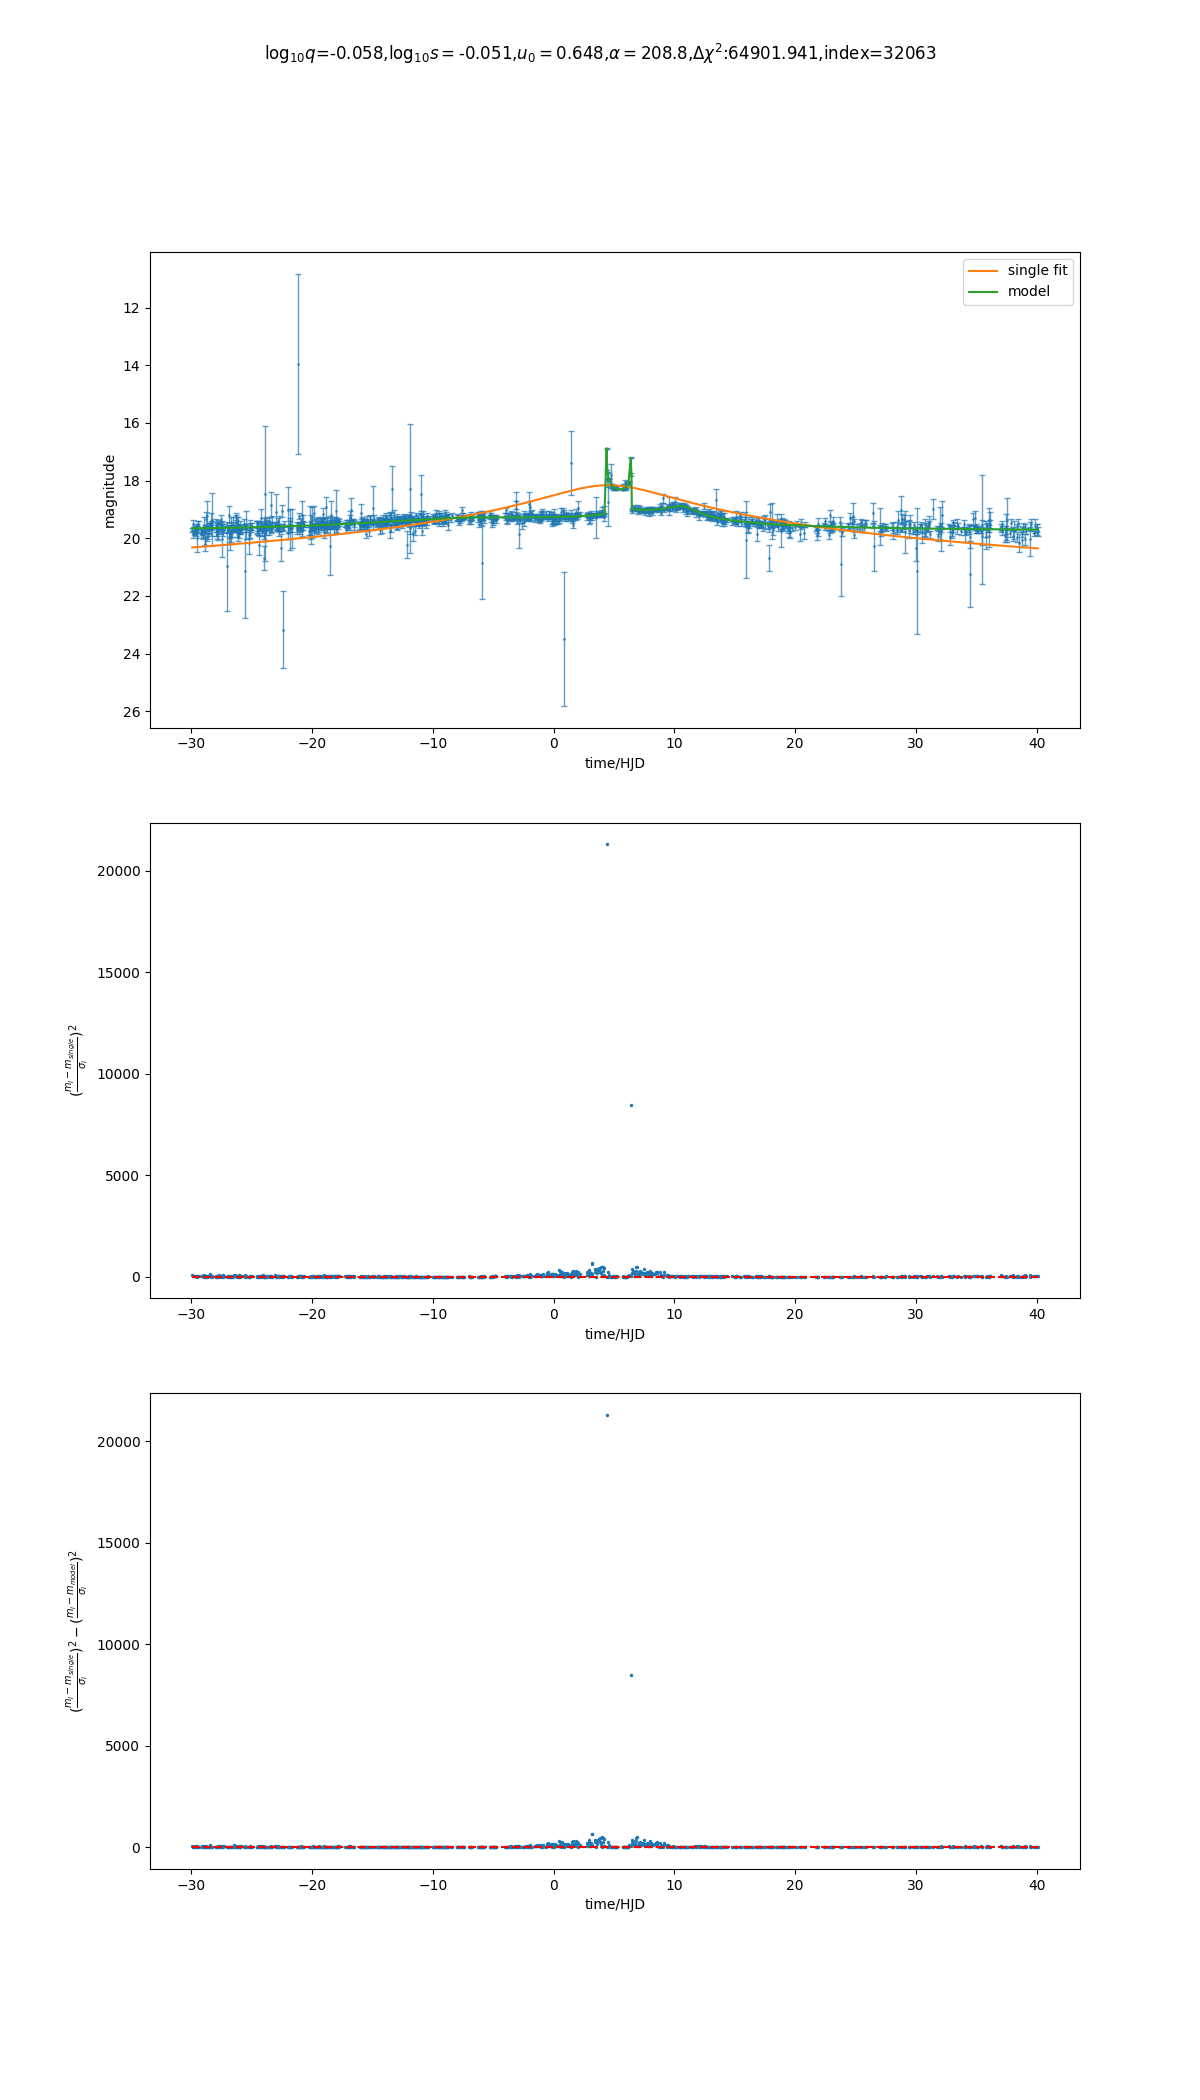 log₁₀q=-0.058,log₁₀s = -0.051,u₀ = 0.648,α = 208.8,Δχ²:64901.941,index=32063
single fit
model
12
14
16
18
20
22
24
26
magnitude
−30 −20 −10 0 10 20 30 40
time/HJD
20000
15000
10000
5000
0
((mᵢ − m_single)/σᵢ)²
−30 −20 −10 0 10 20 30 40
time/HJD
20000
15000
10000
5000
0
((mᵢ − m_single)/σᵢ)² − ((mᵢ − m_model)/σᵢ)²
−30 −20 −10 0 10 20 30 40
time/HJD